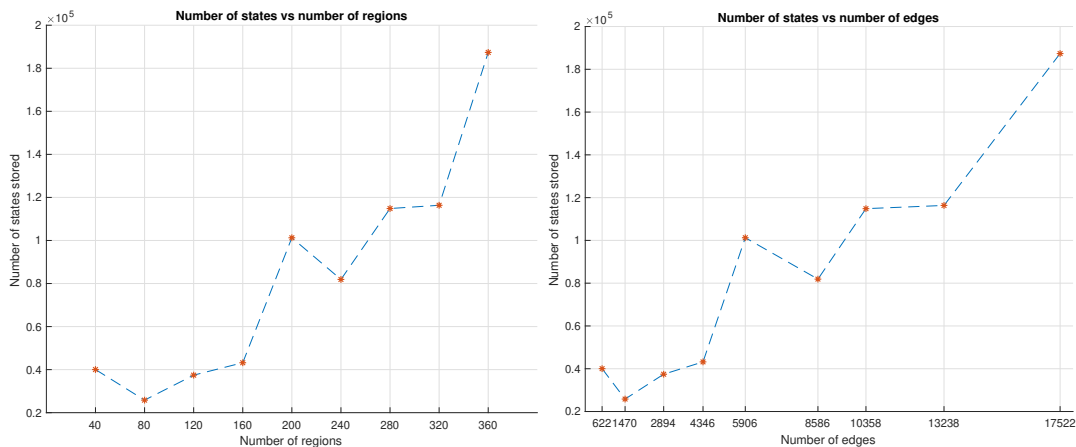 Number of states vs number of regions
×10^5
2
1.8
1.6
1.4
1.2
1
0.8
0.6
0.4
0.2
Number of states stored
40 80 120 160 200 240 280 320 360
Number of regions
Number of states vs number of edges
×10^5
2
1.8
1.6
1.4
1.2
1
0.8
0.6
0.4
0.2
Number of states stored
622 1470 2894 4346 5906 8586 10358 13238 17522
Number of edges